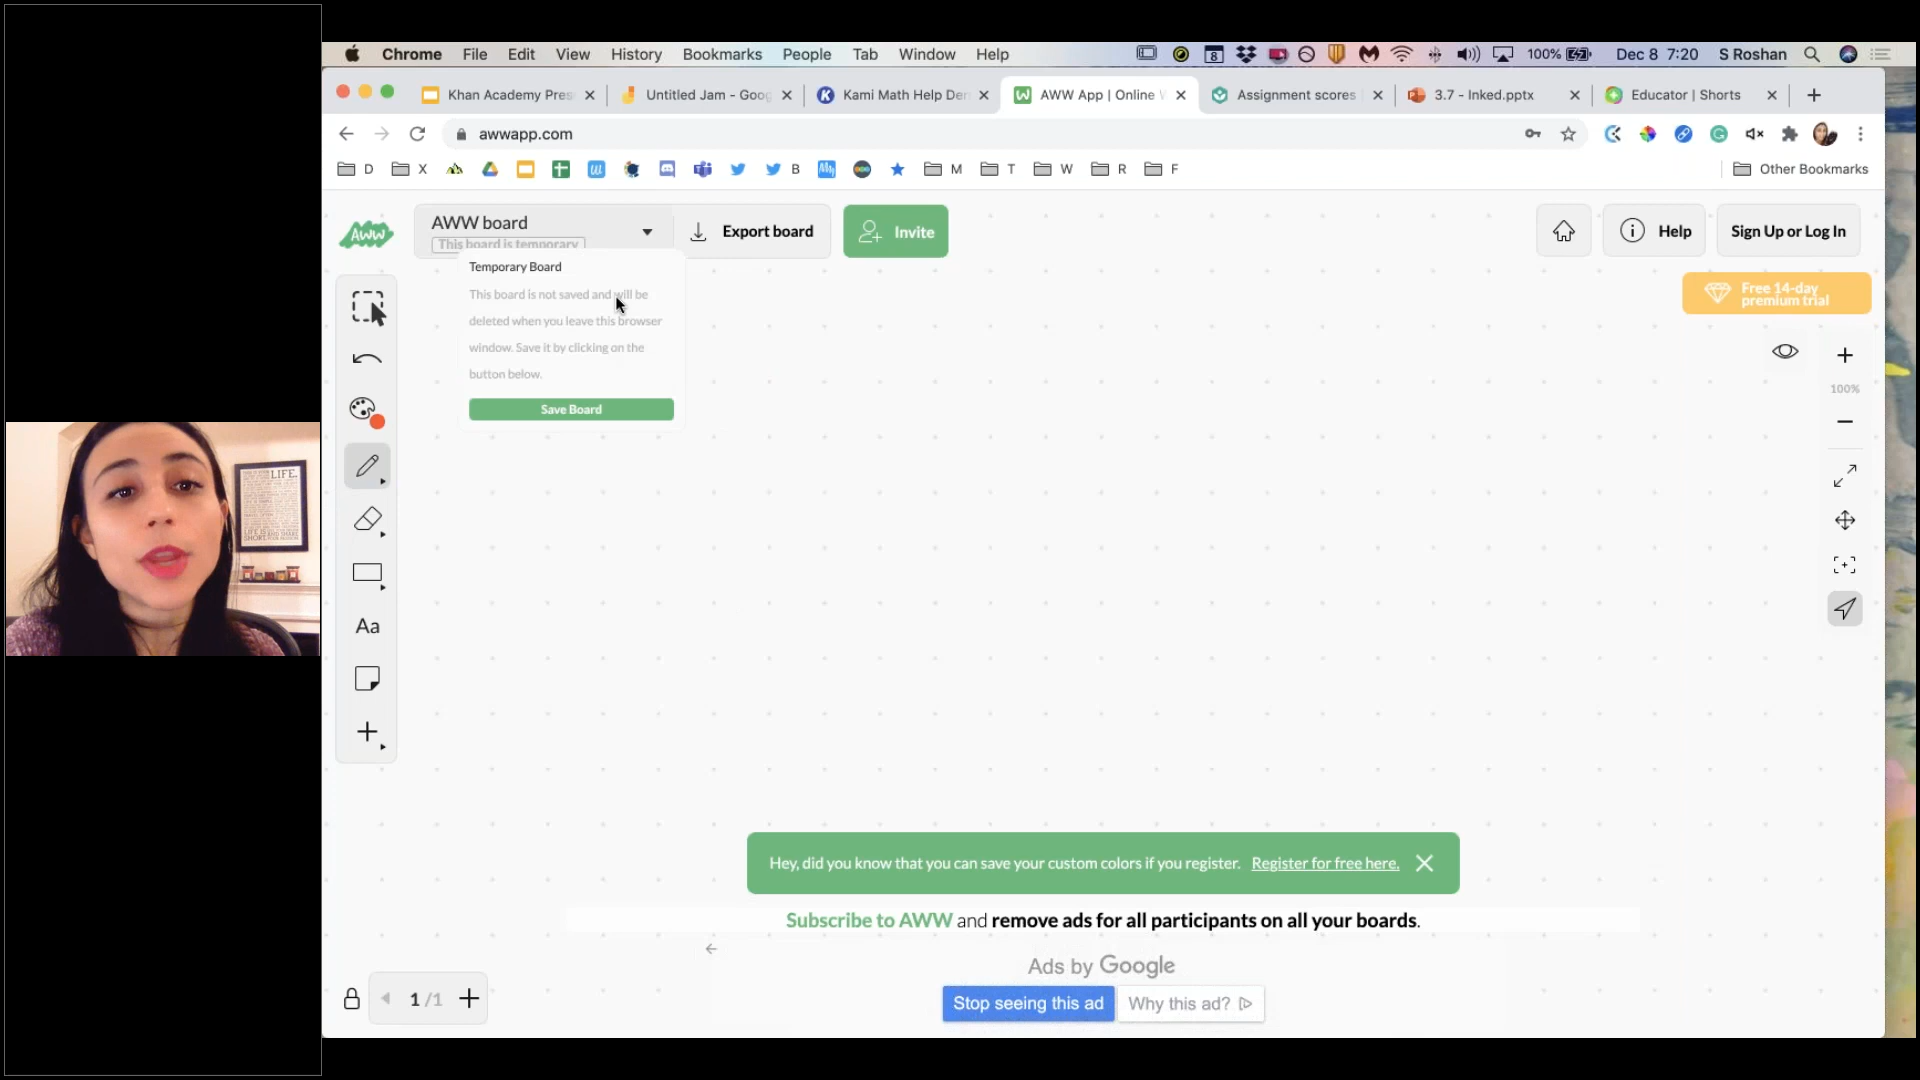 Chrome File Edit View History Bookmarks People Tab Window Help 8 100% Dec 8 7:20 S Roshan
Khan Academy Pres Untitled Jam - Goog Kami Math Help Der AWW App | Online Assignment scores 3.7 - Inked.pptx Educator | Shorts
awwapp.com
D X B M T W R F Other Bookmarks
AWW AWW board Export board Invite Help Sign Up or Log In
This board is temporary
Temporary Board
This board is not saved and will be
deleted when you leave this browser
window. Save it by clicking on the
button below.
Save Board
Free 14-day
premium trial
100%
Aa
LIFE.
Hey, did you know that you can save your custom colors if you register. Register for free here.
Subscribe to AWW and remove ads for all participants on all your boards.
Ads by Google
Stop seeing this ad Why this ad?
1 /1